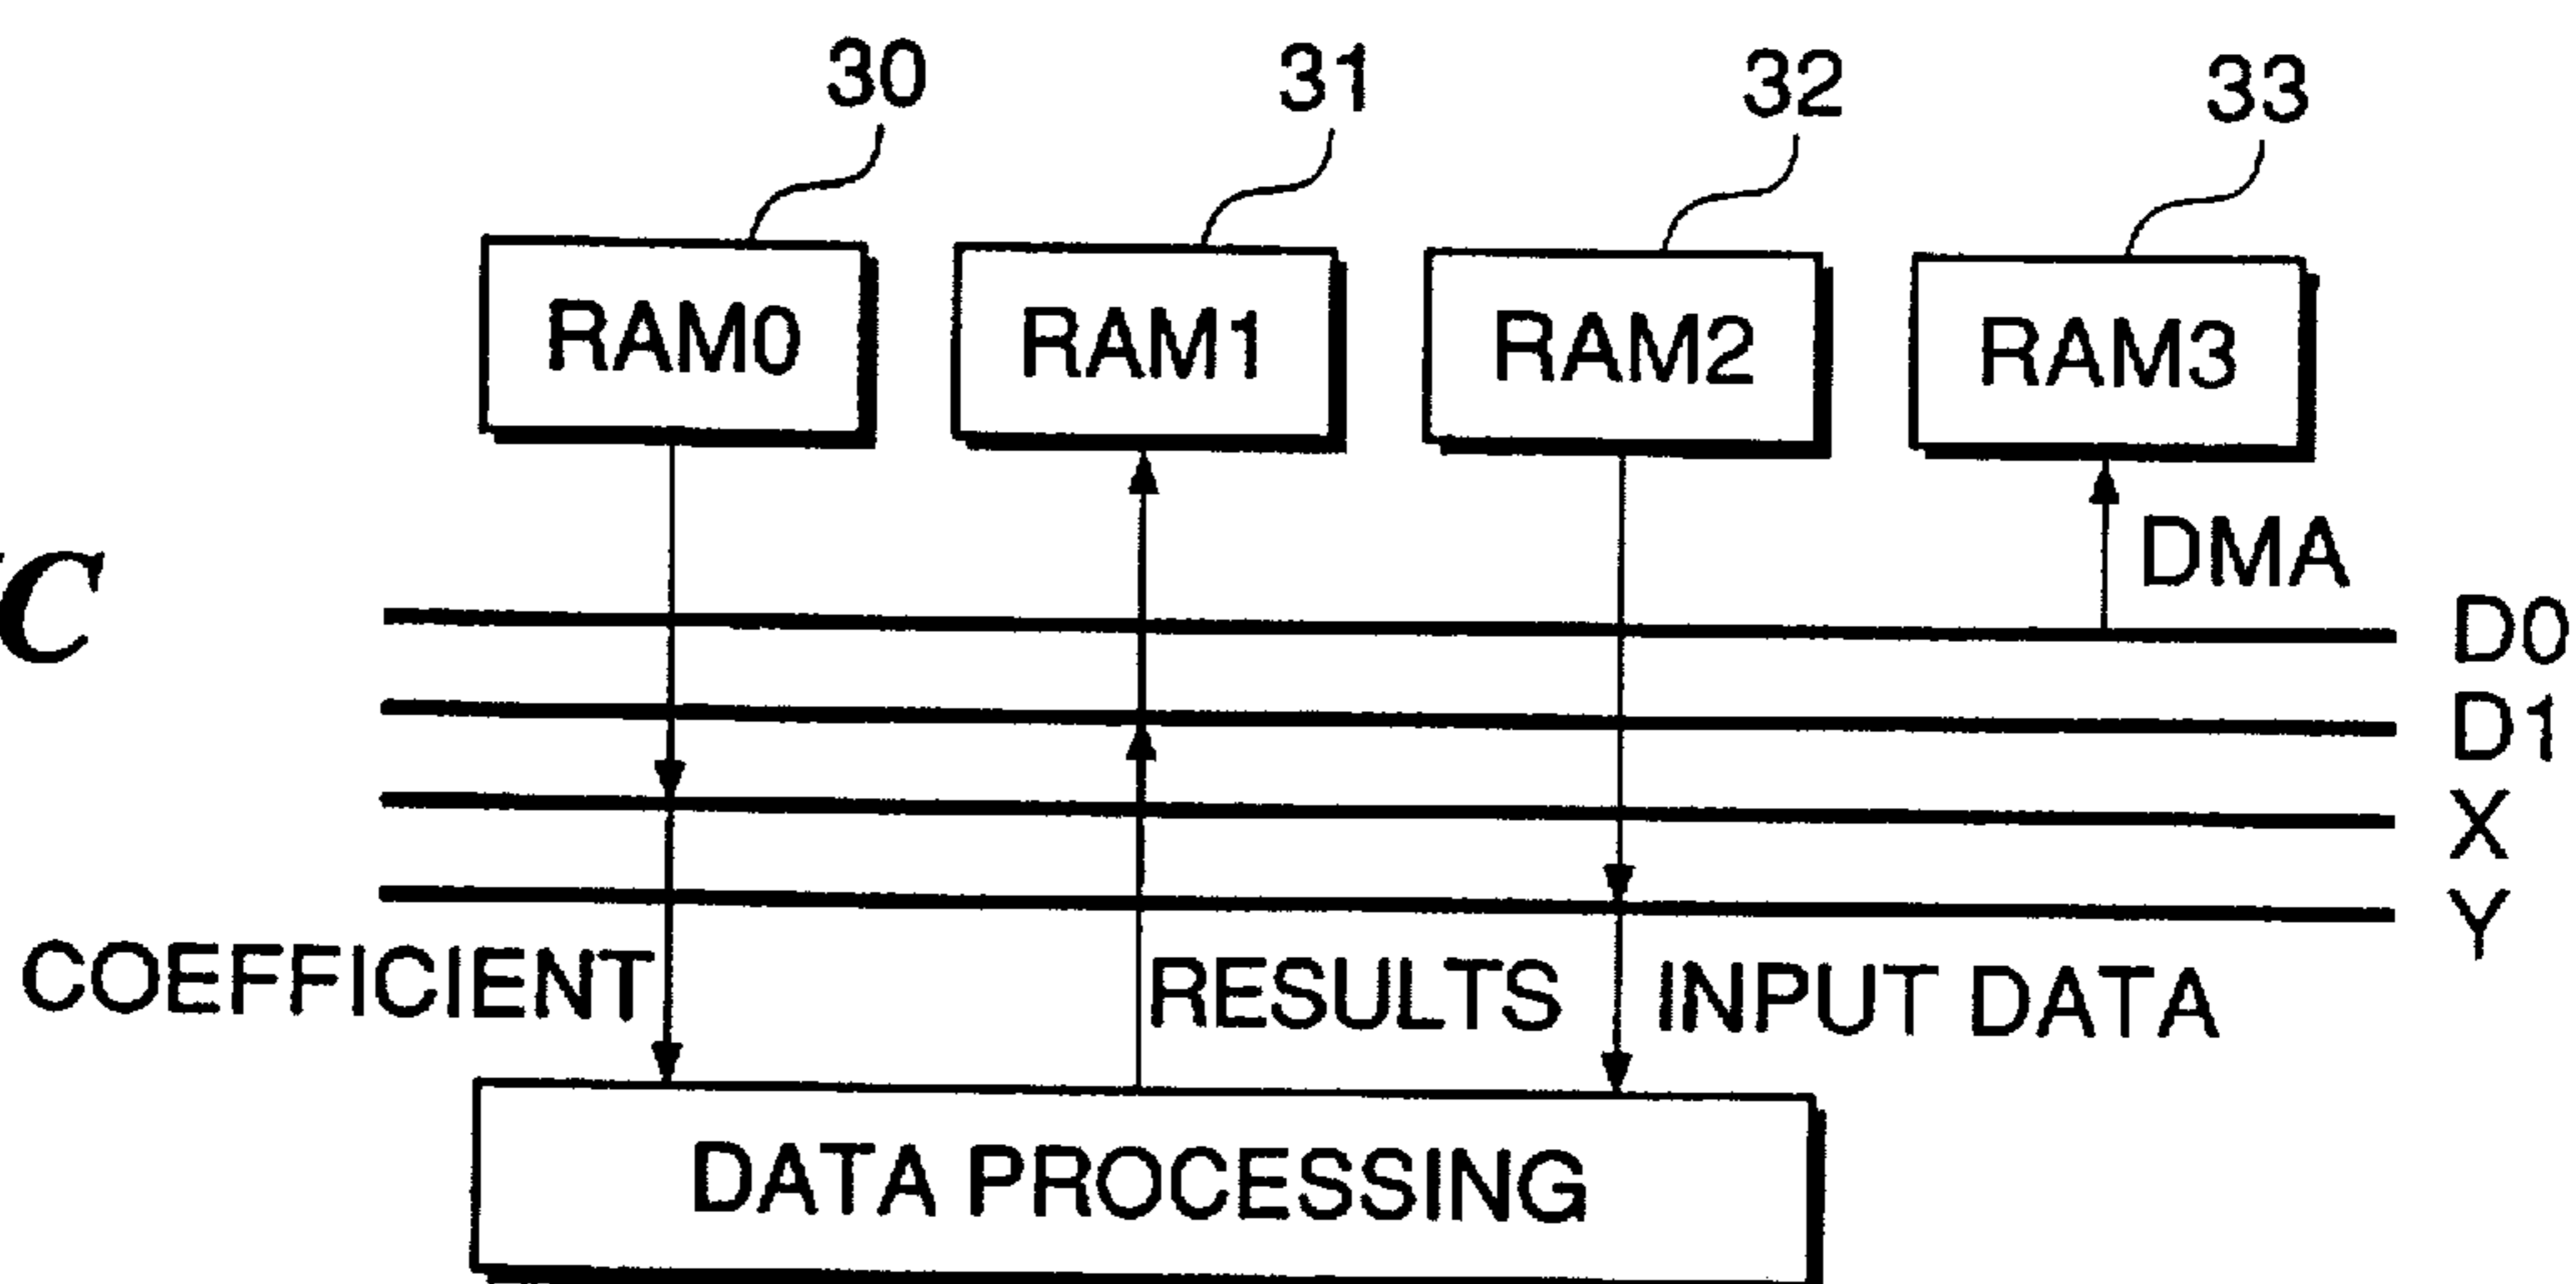 30 31 32 33
RAM0 RAM1 RAM2 RAM3
DMA
C
D0
D1
X
Y
COEFFICIENT RESULTS INPUT DATA
DATA PROCESSING